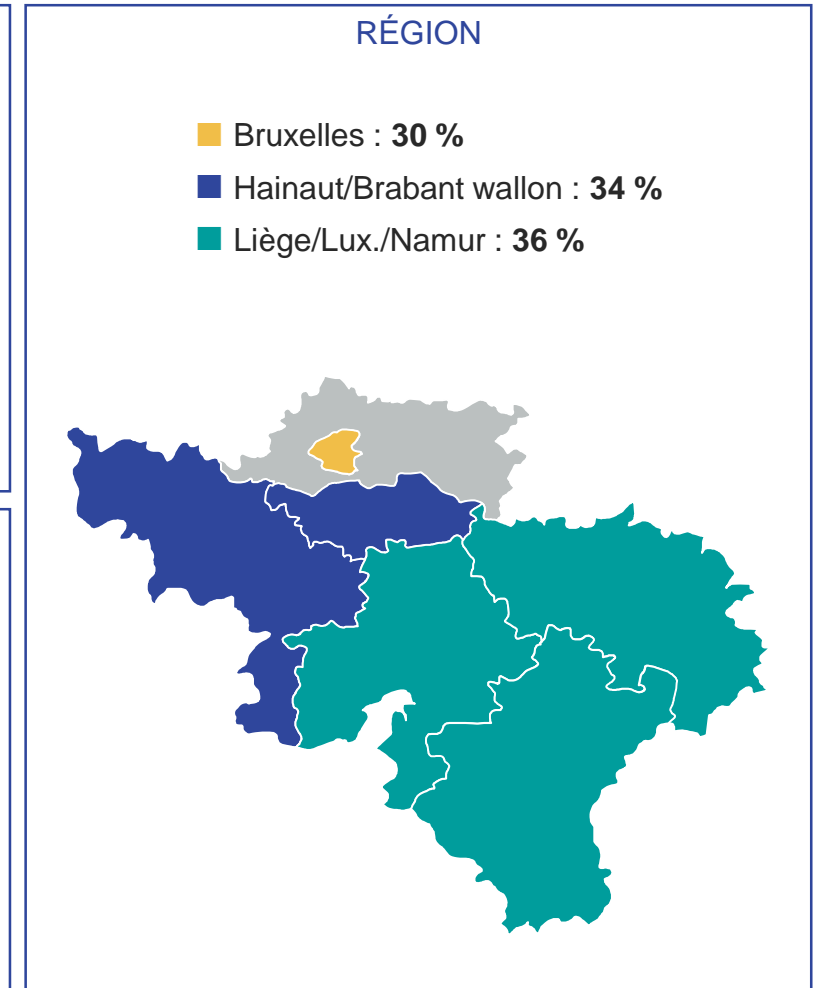 RÉGION
Bruxelles : 30 %
Hainaut/Brabant wallon : 34 %
Liège/Lux./Namur : 36 %